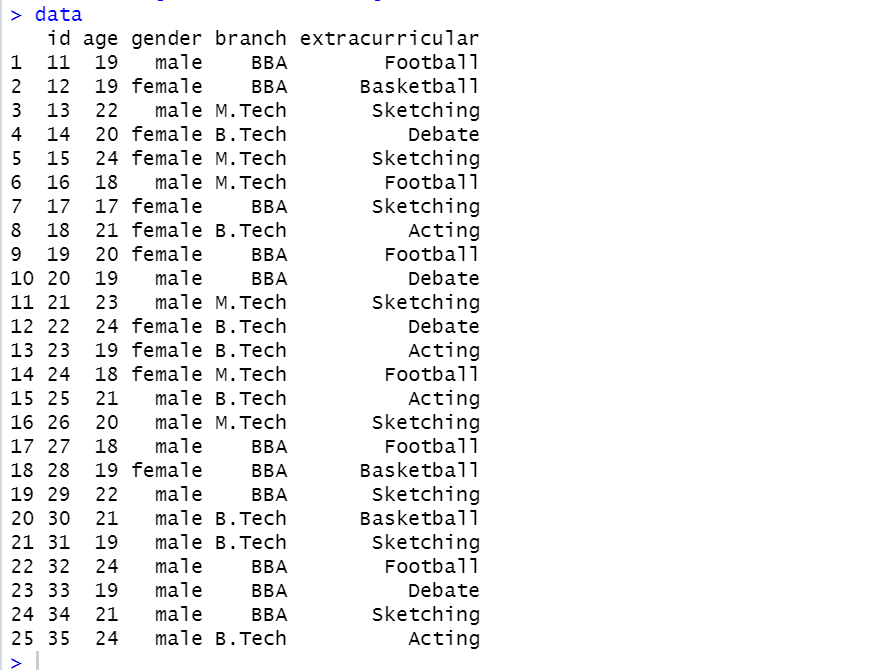 > data
   id age gender branch extracurricular
1  11  19   male    BBA        Football
2  12  19 female    BBA      Basketball
3  13  22   male M.Tech       Sketching
4  14  20 female B.Tech          Debate
5  15  24 female M.Tech       Sketching
6  16  18   male M.Tech        Football
7  17  17 female    BBA       Sketching
8  18  21 female B.Tech          Acting
9  19  20 female    BBA        Football
10 20  19   male    BBA          Debate
11 21  23   male M.Tech       Sketching
12 22  24 female B.Tech          Debate
13 23  19 female B.Tech          Acting
14 24  18 female M.Tech        Football
15 25  21   male B.Tech          Acting
16 26  20   male M.Tech       Sketching
17 27  18   male    BBA        Football
18 28  19 female    BBA      Basketball
19 29  22   male    BBA       Sketching
20 30  21   male B.Tech      Basketball
21 31  19   male B.Tech       Sketching
22 32  24   male    BBA        Football
23 33  19   male    BBA          Debate
24 34  21   male    BBA       Sketching
25 35  24   male B.Tech          Acting
>